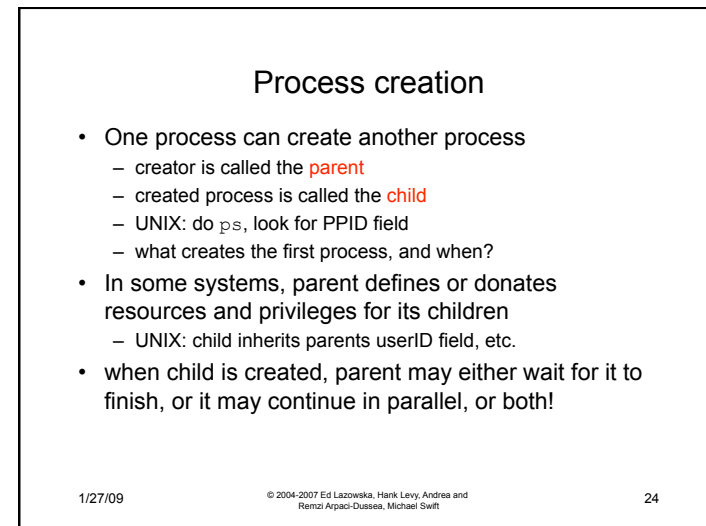 Process creation
• One process can create another process
– creator is called the parent
– created process is called the child
– UNIX: do ps, look for PPID field
– what creates the first process, and when?
• In some systems, parent defines or donates
resources and privileges for its children
– UNIX: child inherits parents userID field, etc.
• when child is created, parent may either wait for it to
finish, or it may continue in parallel, or both!
1/27/09
© 2004-2007 Ed Lazowska, Hank Levy, Andrea and
Remzi Arpaci-Dussea, Michael Swift
24